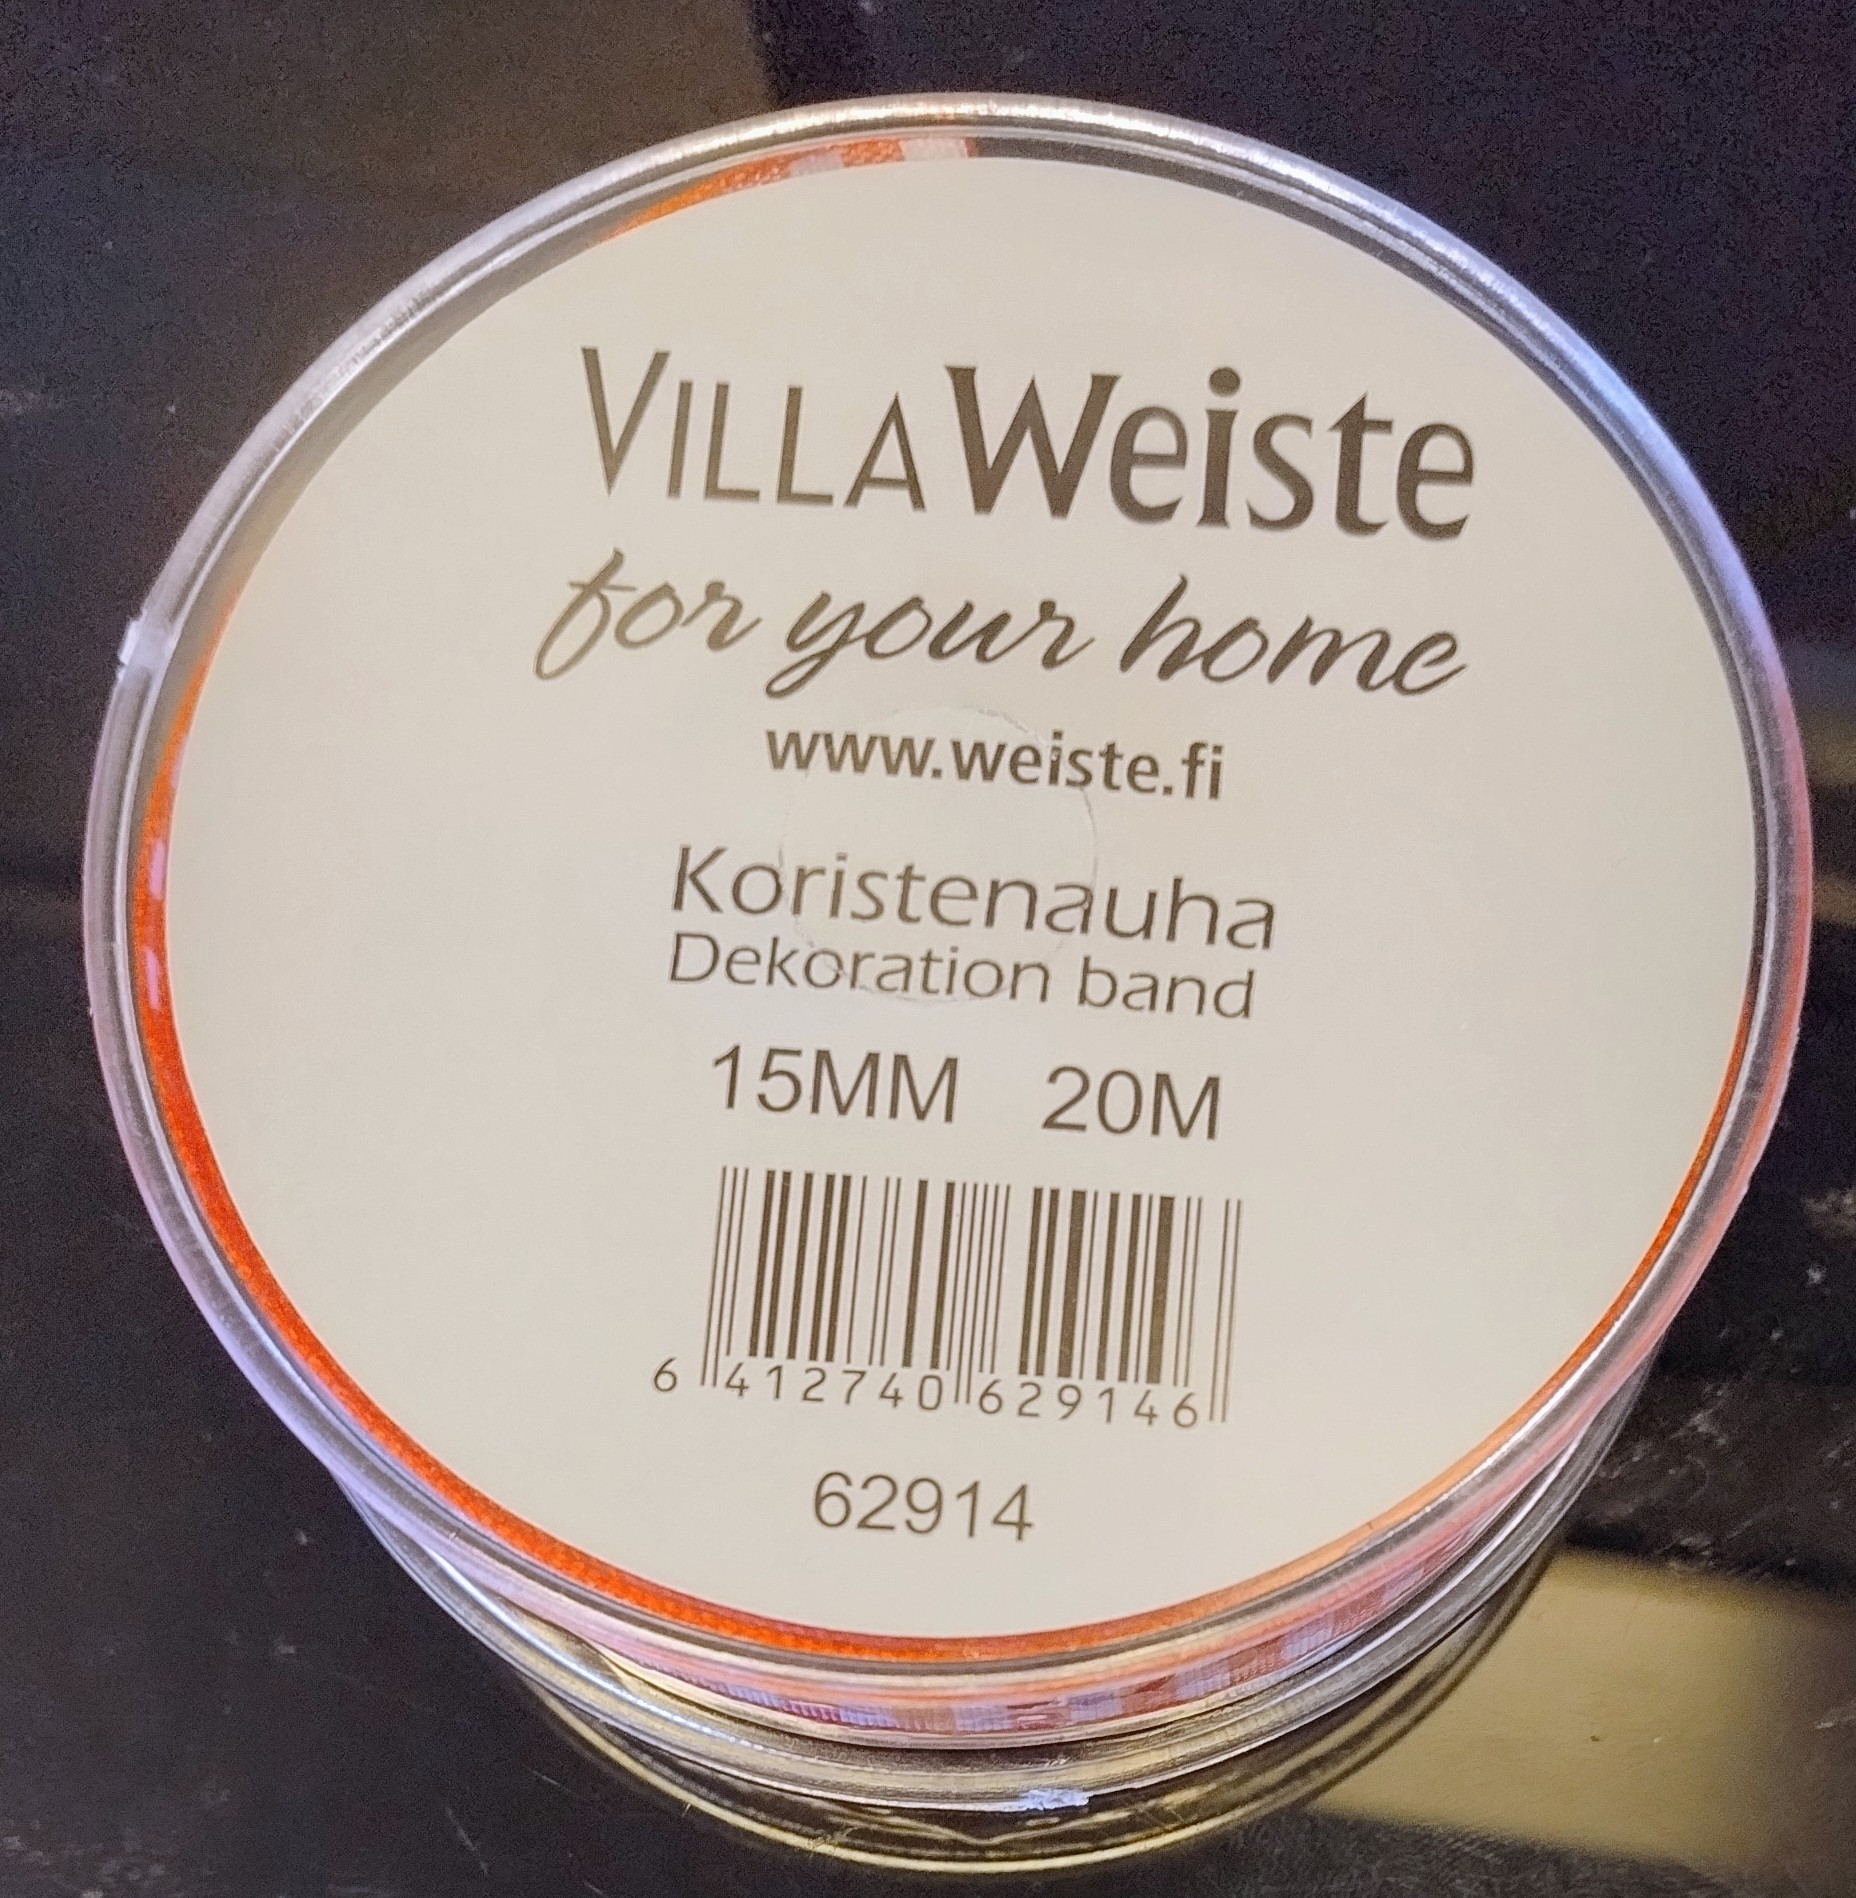 VILLA Weiste
for your home
www.weiste.fi
Koristenauha
Dekoration band
15MM 20M
6 412740 629146
62914